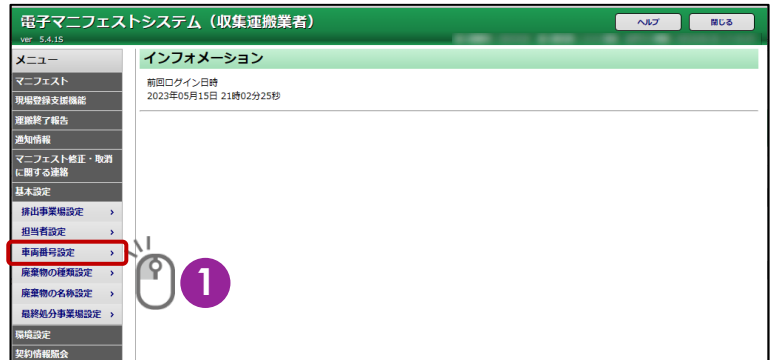 電子マニフェストシステム（収集運搬業者）
ヘルプ
閉じる
ver 5.4.15
メニュー
インフォメーション
マニフェスト
前回ログイン日時
2023年05月15日 21時02分25秒
現場登録支援機能
運搬終了報告
通知情報
マニフェスト修正・取消
に関する連絡
基本設定
排出事業場設定 ›
担当者設定 ›
車両番号設定 ›
廃棄物の種類設定 ›
廃棄物の名称設定 ›
最終処分事業場設定 ›
1
環境設定
契約情報照会